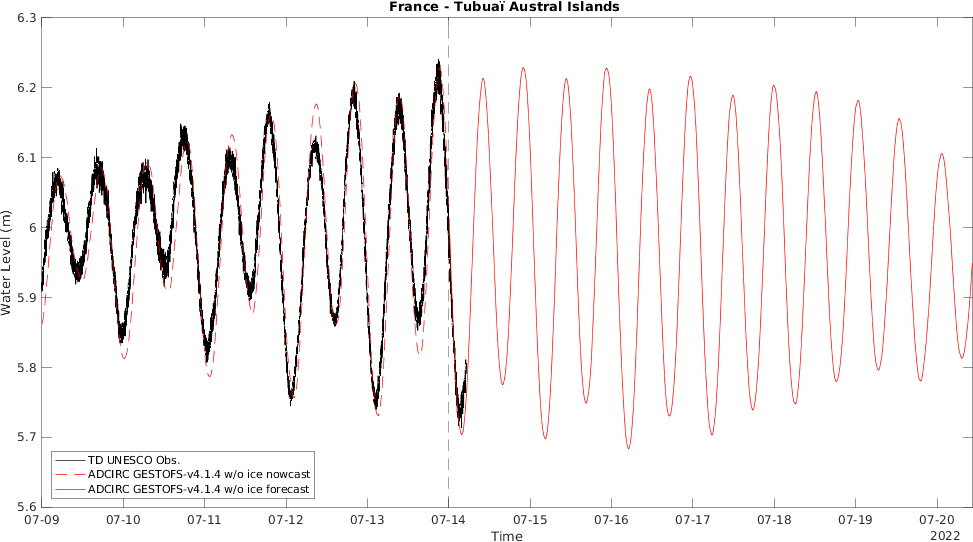 France - Tubuaï Austral Islands
6.3
6.2
6.1
6
5.9
5.8
5.7
5.6
Water Level (m)
TD UNESCO Obs.
ADCIRC GESTOFS-v4.1.4 w/o ice nowcast
ADCIRC GESTOFS-v4.1.4 w/o ice forecast
07-09 07-10 07-11 07-12 07-13 07-14 07-15 07-16 07-17 07-18 07-19 07-20
Time 2022